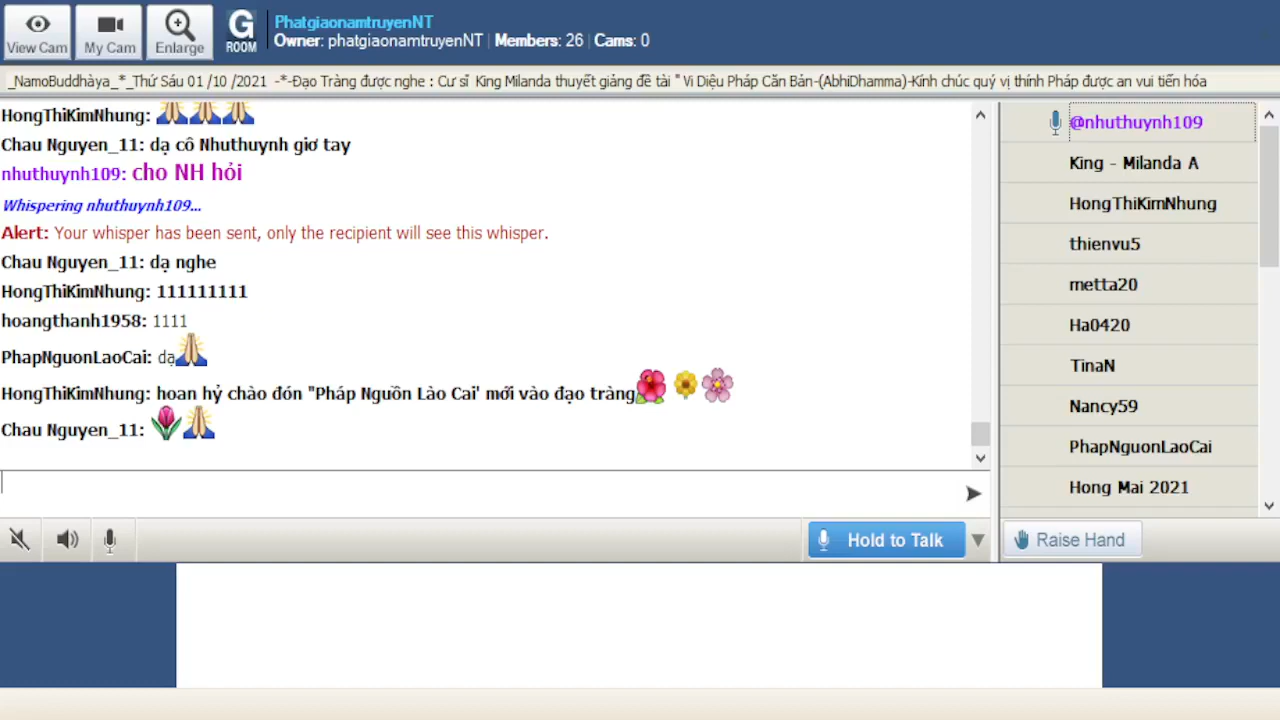 View Cam
My Cam
Enlarge
G
ROOM
PhatgiaonamtruyenNT
Owner: phatgiaonamtruyenNT | Members: 26 | Cams: 0
_NamoBuddhàya_*_Thứ Sáu 01 /10 /2021 -*-Đạo Tràng được nghe : Cư sĩ King Milanda thuyết giảng đề tài " Vi Diệu Pháp Căn Bản-(AbhiDhamma)-Kính chúc quý vị thính Pháp được an vui tiến hóa
HongThiKimNhung:
Chau Nguyen_11: dạ cô Nhuthuynh giơ tay
nhuthuynh109: cho NH hỏi
Whispering nhuthuynh109...
Alert: Your whisper has been sent, only the recipient will see this whisper.
Chau Nguyen_11: dạ nghe
HongThiKimNhung: 111111111
hoangthanh1958: 1111
PhapNguonLaoCai: dạ
HongThiKimNhung: hoan hỷ chào đón "Pháp Nguồn Lào Cai' mới vào đạo tràng
Chau Nguyen_11:
@nhuthuynh109
King - Milanda A
HongThiKimNhung
thienvu5
metta20
Ha0420
TinaN
Nancy59
PhapNguonLaoCai
Hong Mai 2021
Hold to Talk
Raise Hand